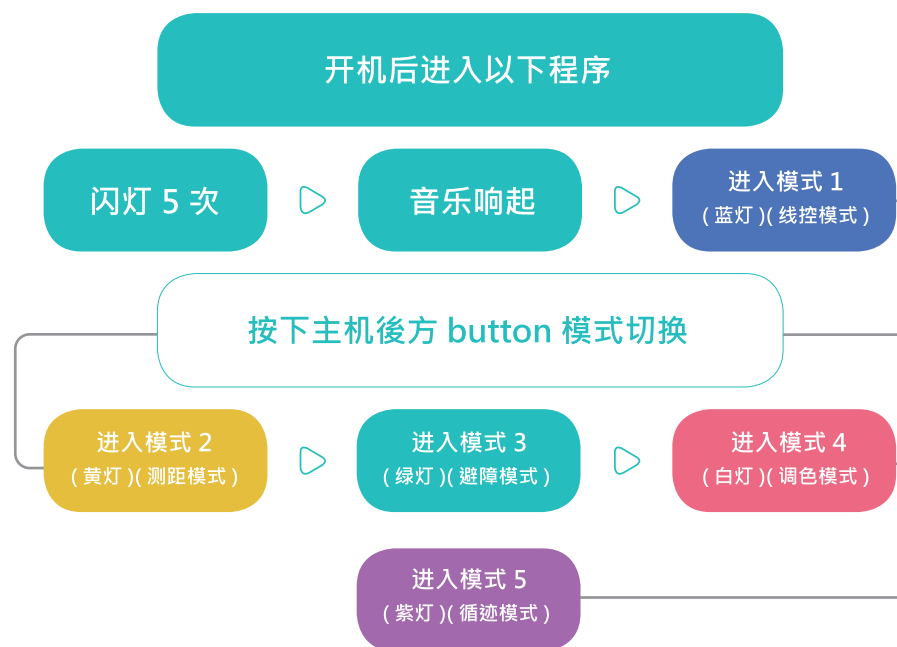 开机后进入以下程序
闪灯 5 次
音乐响起
进入模式 1
( 蓝灯 )( 线控模式 )
按下主机後方 button 模式切换
进入模式 2
( 黄灯 )( 测距模式 )
进入模式 3
( 绿灯 )( 避障模式 )
进入模式 4
( 白灯 )( 调色模式 )
进入模式 5
( 紫灯 )( 循迹模式 )